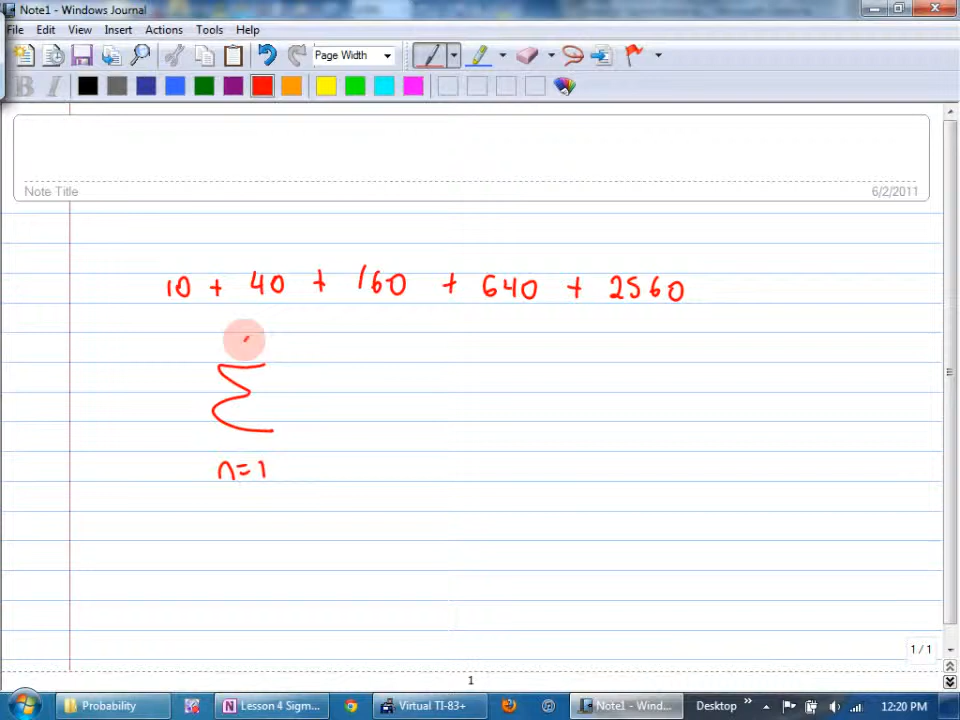 Note1 - Windows Journal
File Edit View Insert Actions Tools Help
Page Width
B I
Note Title 6/2/2011
10 + 40 + 160 + 640 + 2560
Σ
n=1
1 / 1
1
Probability Lesson 4 Sigm... Virtual TI-83+ Note1 - Wind... Desktop » 12:20 PM